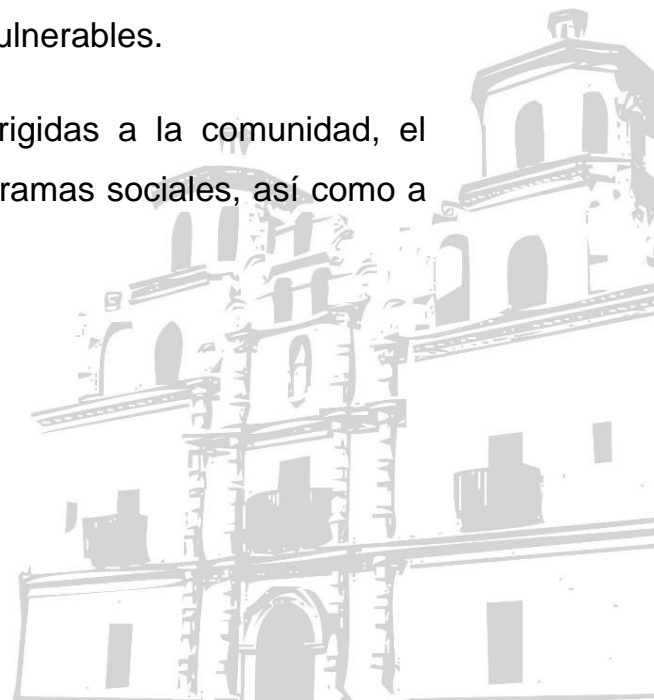 ulnerables.
rigidas a la comunidad, el
ramas sociales, así como a